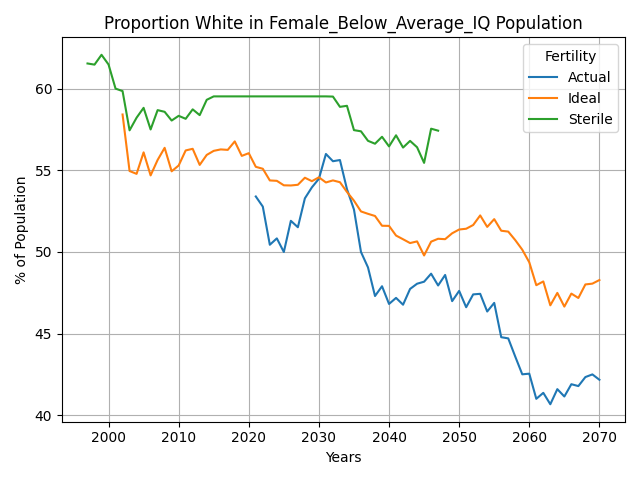 Proportion White in Female_Below_Average_IQ Population
Fertility
Actual
Ideal
Sterile
% of Population
60
55
50
45
40
2000 2010 2020 2030 2040 2050 2060 2070
Years